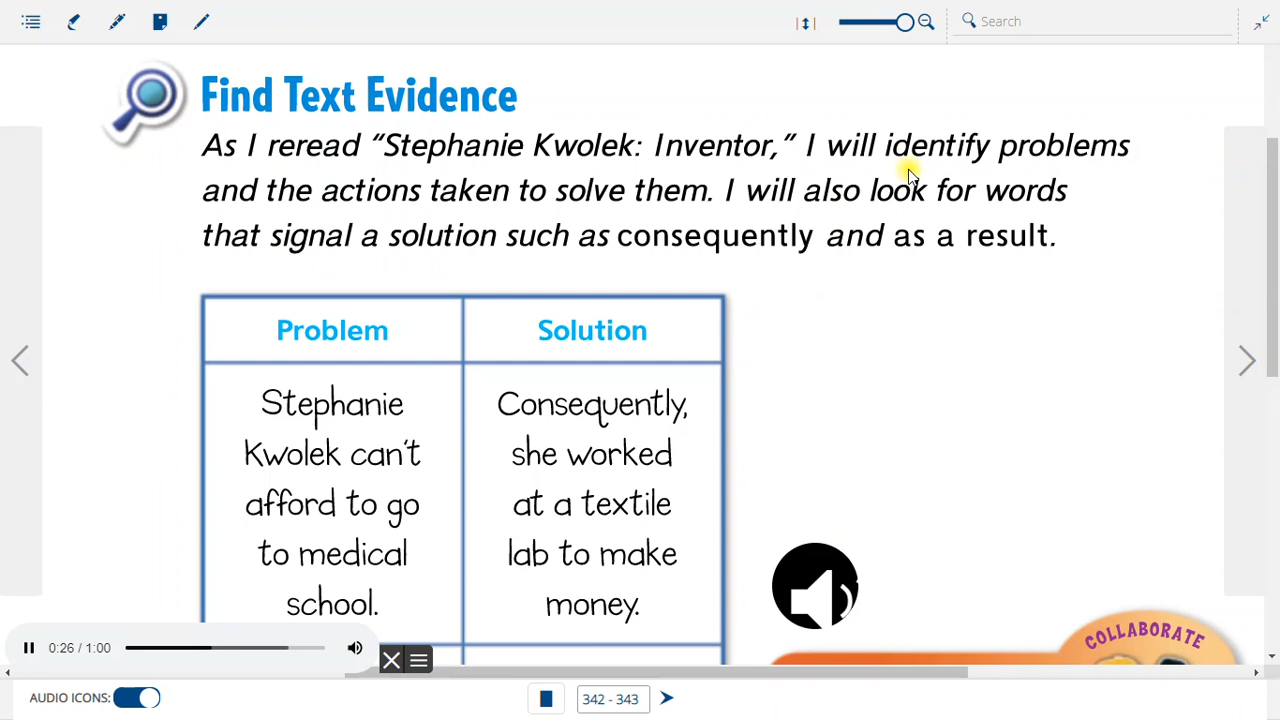 Search
Find Text Evidence
As I reread “Stephanie Kwolek: Inventor,” I will identify problems
and the actions taken to solve them. I will also look for words
that signal a solution such as consequently and as a result.
Problem
Solution
Stephanie
Kwolek can't
afford to go
to medical
school.
Consequently,
she worked
at a textile
lab to make
money.
COLLABORATE
0:26 / 1:00
AUDIO ICONS:
342 - 343